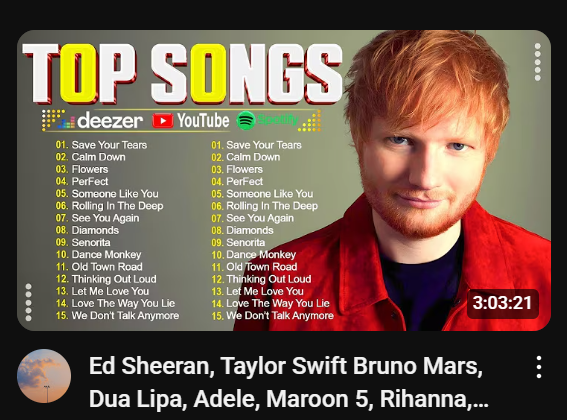 TOP SONGS
deezer YouTube Spotify
01. Save Your Tears
02. Calm Down
03. Flowers
04. PerFect
05. Someone Like You
06. Rolling In The Deep
07. See You Again
08. Diamonds
09. Senorita
10. Dance Monkey
11. Old Town Road
12. Thinking Out Loud
13. Let Me Love You
14. Love The Way You Lie
15. We Don't Talk Anymore
01. Save Your Tears
02. Calm Down
03. Flowers
04. PerFect
05. Someone Like You
06. Rolling In The Deep
07. See You Again
08. Diamonds
09. Senorita
10. Dance Monkey
11. Old Town Road
12. Thinking Out Loud
13. Let Me Love You
14. Love The Way You Lie
15. We Don't Talk Anymore
3:03:21
Ed Sheeran, Taylor Swift Bruno Mars,
Dua Lipa, Adele, Maroon 5, Rihanna,...